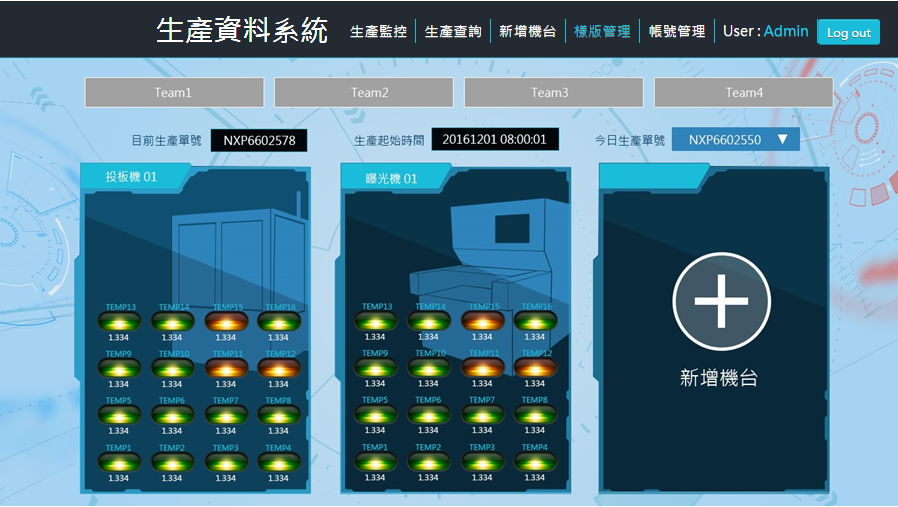 生產資料系統 生產監控 生產查詢 新增機台 樣版管理 帳號管理 User : Admin Log out
Team1 Team2 Team3 Team4
目前生產單號 NXP6602578 生產起始時間 20161201 08:00:01 今日生產單號 NXP6602550 ▼
投板機 01
TEMP13 TEMP14 TEMP15 TEMP16
1.334 1.334 1.334 1.334
TEMP9 TEMP10 TEMP11 TEMP12
1.334 1.334 1.334 1.334
TEMP5 TEMP6 TEMP7 TEMP8
1.334 1.334 1.334 1.334
TEMP1 TEMP2 TEMP3 TEMP4
1.334 1.334 1.334 1.334
曝光機 01
TEMP13 TEMP14 TEMP15 TEMP16
1.334 1.334 1.334 1.334
TEMP9 TEMP10 TEMP11 TEMP12
1.334 1.334 1.334 1.334
TEMP5 TEMP6 TEMP7 TEMP8
1.334 1.334 1.334 1.334
TEMP1 TEMP2 TEMP3 TEMP4
1.334 1.334 1.334 1.334
新增機台